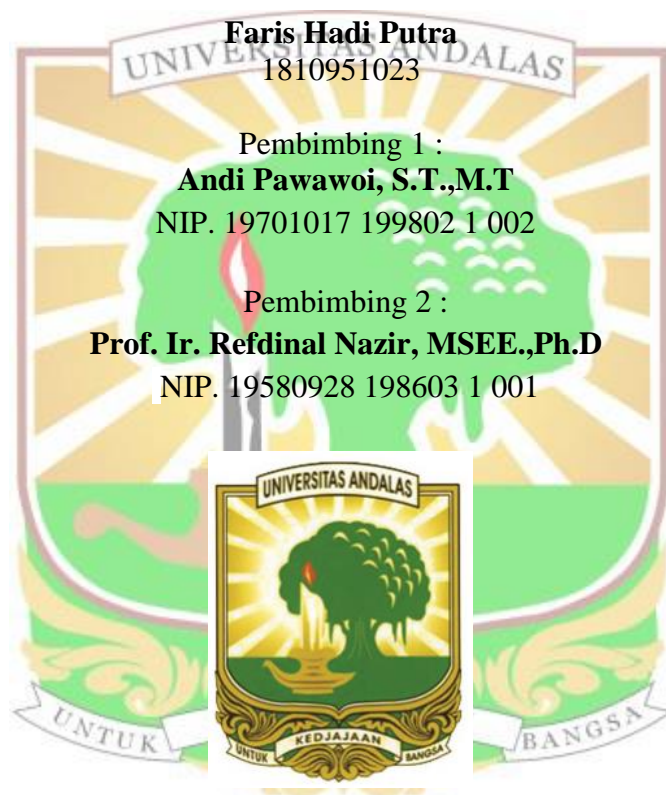 Faris Hadi Putra
UNIVERSITAS ANDALAS
1810951023
Pembimbing 1 :
Andi Pawawoi, S.T.,M.T
NIP. 19701017 199802 1 002
Pembimbing 2 :
Prof. Ir. Refdinal Nazir, MSEE.,Ph.D
NIP. 19580928 198603 1 001
UNIVERSITAS ANDALAS
UNTUK KEDJAJAAN BANGSA
UNTUK BANGSA